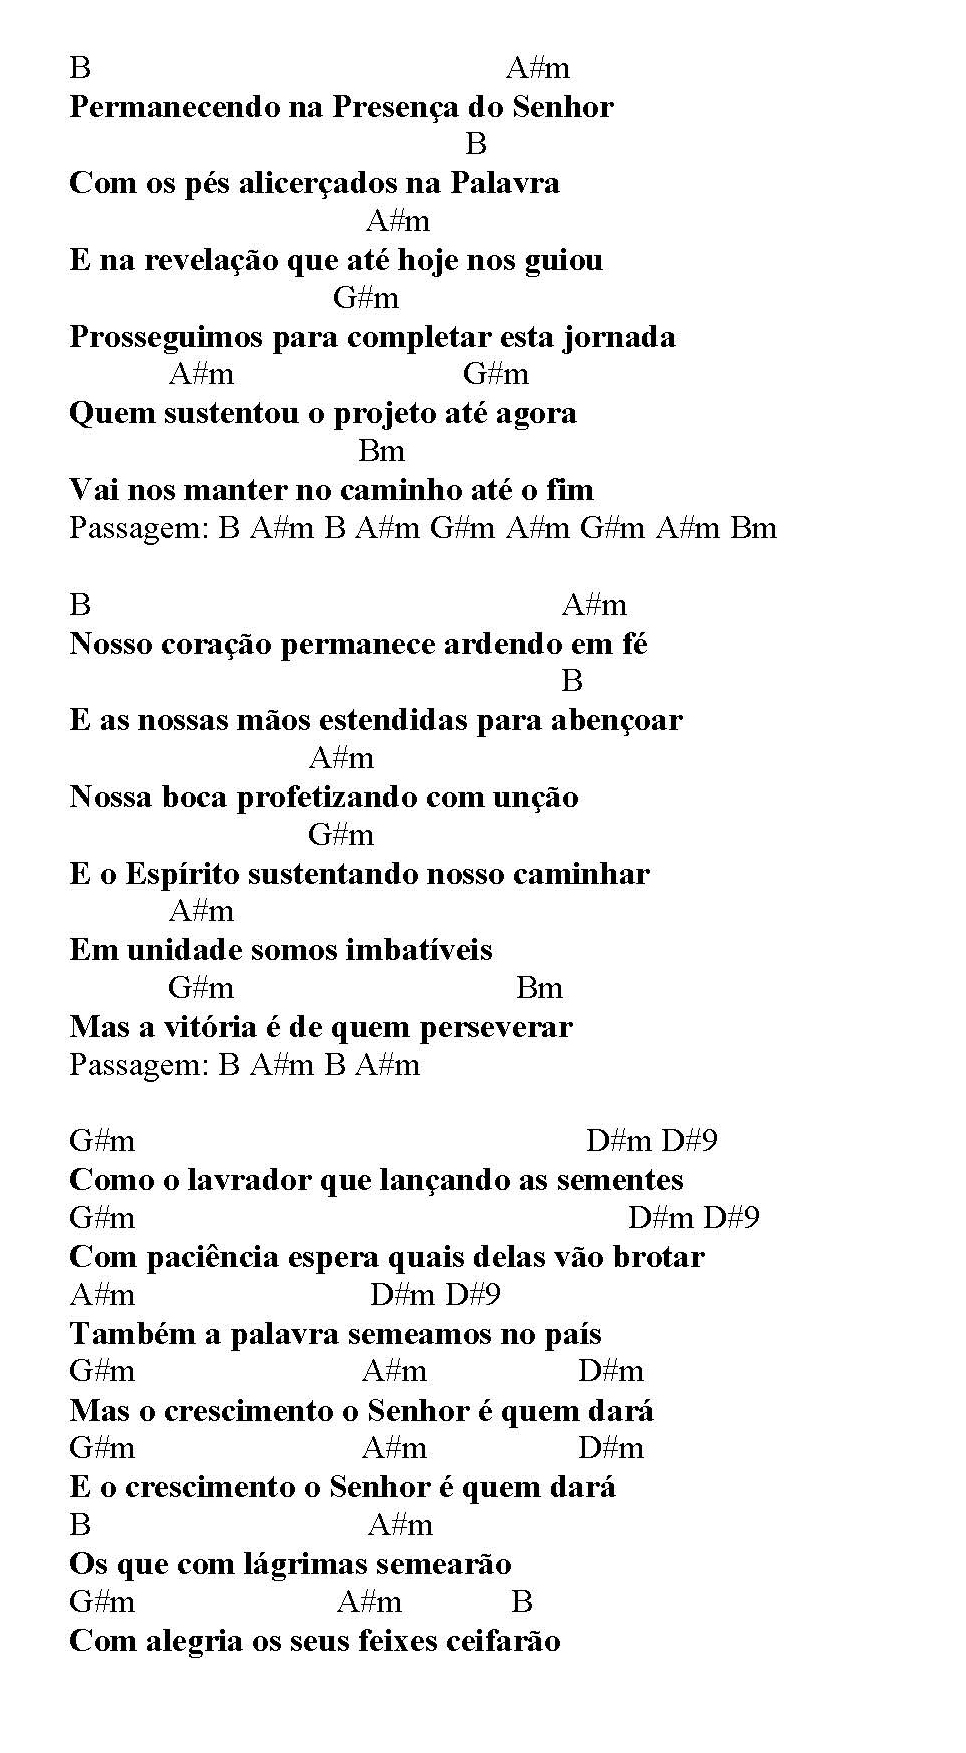 B A#m
Permanecendo na Presença do Senhor
B
Com os pés alicerçados na Palavra
A#m
E na revelação que até hoje nos guiou
G#m
Prosseguimos para completar esta jornada
A#m G#m
Quem sustentou o projeto até agora
Bm
Vai nos manter no caminho até o fim
Passagem: B A#m B A#m G#m A#m G#m A#m Bm
B A#m
Nosso coração permanece ardendo em fé
B
E as nossas mãos estendidas para abençoar
A#m
Nossa boca profetizando com unção
G#m
E o Espírito sustentando nosso caminhar
A#m
Em unidade somos imbatíveis
G#m Bm
Mas a vitória é de quem perseverar
Passagem: B A#m B A#m
G#m D#m D#9
Como o lavrador que lançando as sementes
G#m D#m D#9
Com paciência espera quais delas vão brotar
A#m D#m D#9
Também a palavra semeamos no país
G#m A#m D#m
Mas o crescimento o Senhor é quem dará
G#m A#m D#m
E o crescimento o Senhor é quem dará
B A#m
Os que com lágrimas semearão
G#m A#m B
Com alegria os seus feixes ceifarão